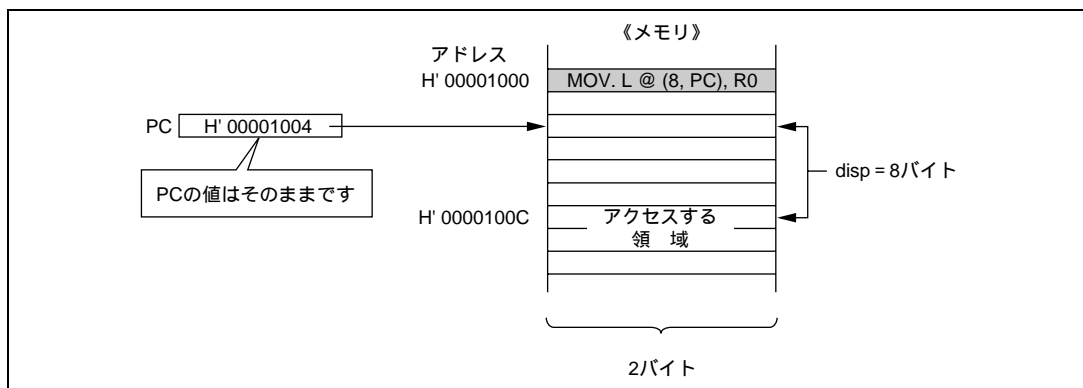 《メモリ》
アドレス
H' 00001000
MOV. L @ (8, PC), R0
PC
H' 00001004
PCの値はそのままです
disp = 8バイト
H' 0000100C
アクセスする
領 域
2バイト